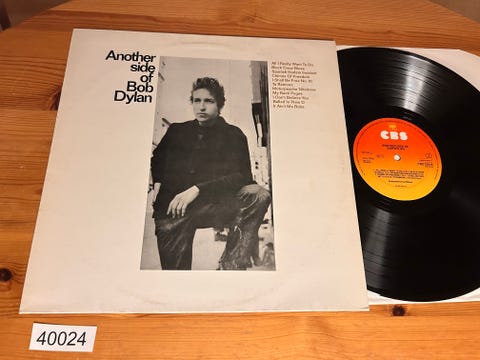 Another
side
of
Bob
Dylan
All I Really Want To Do
Black Crow Blues
Spanish Harlem Incident
Chimes Of Freedom
I Shall Be Free No. 10
To Ramona
Motorpsycho Nitemare
My Back Pages
I Don't Believe You
Ballad In Plain D
It Ain't Me Babe
CBS
40024